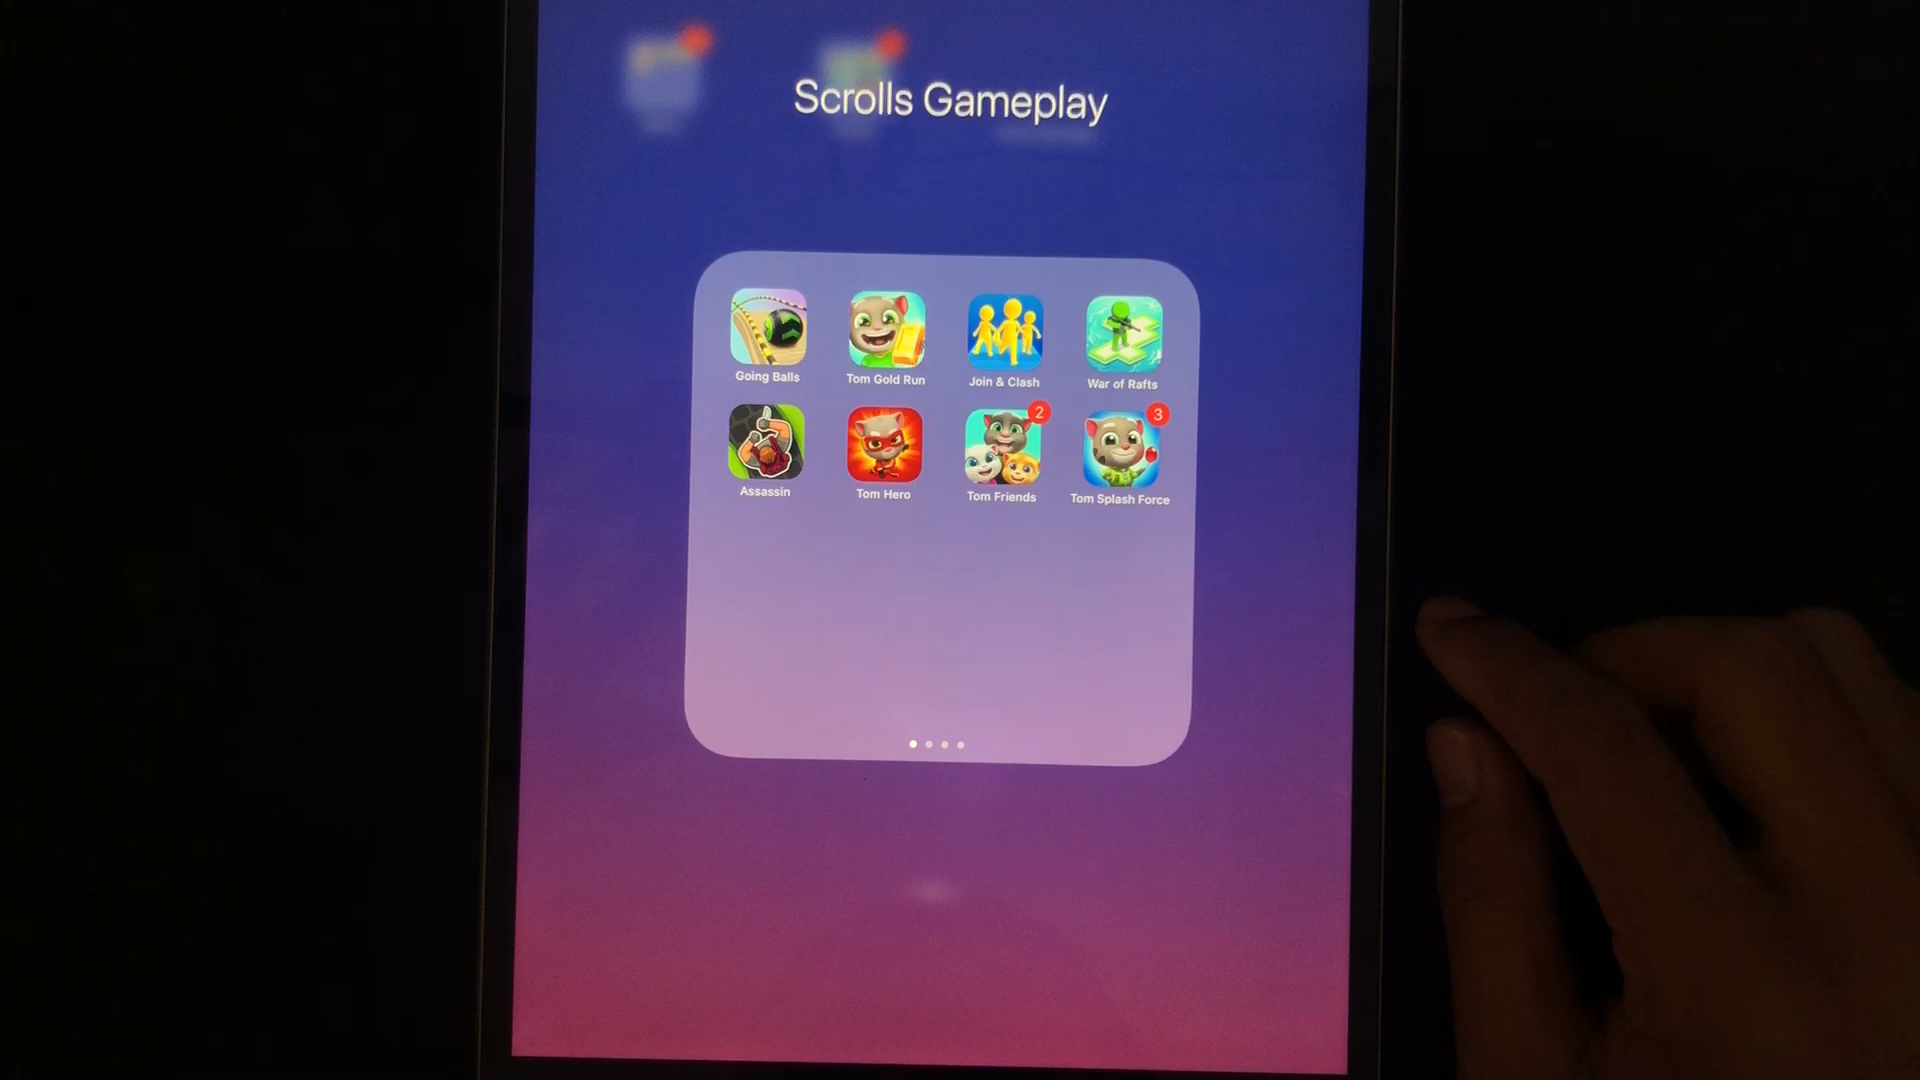 Scrolls Gameplay
Going Balls
Tom Gold Run
Join & Clash
War of Rafts
2
3
Assassin
Tom Hero
Tom Friends
Tom Splash Force